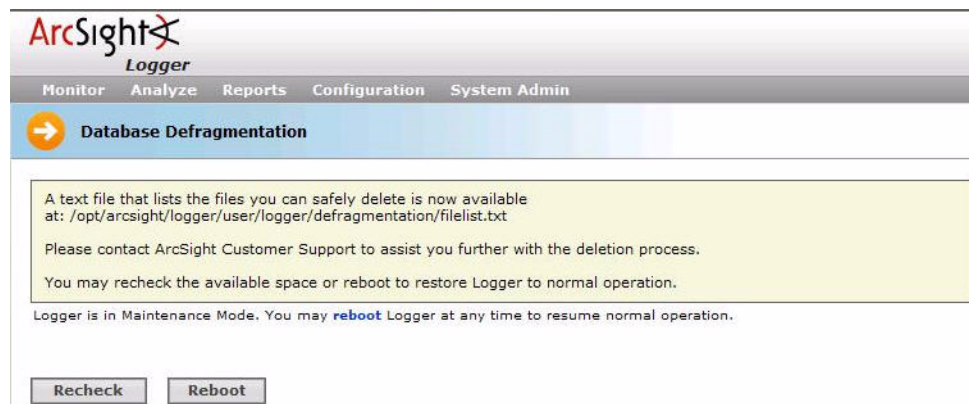 ArcSight
Logger
Monitor Analyze Reports Configuration System Admin
Database Defragmentation
A text file that lists the files you can safely delete is now available
at: /opt/arcsight/logger/user/logger/defragmentation/filelist.txt
Please contact ArcSight Customer Support to assist you further with the deletion process.
You may recheck the available space or reboot to restore Logger to normal operation.
Logger is in Maintenance Mode. You may reboot Logger at any time to resume normal operation.
Recheck Reboot